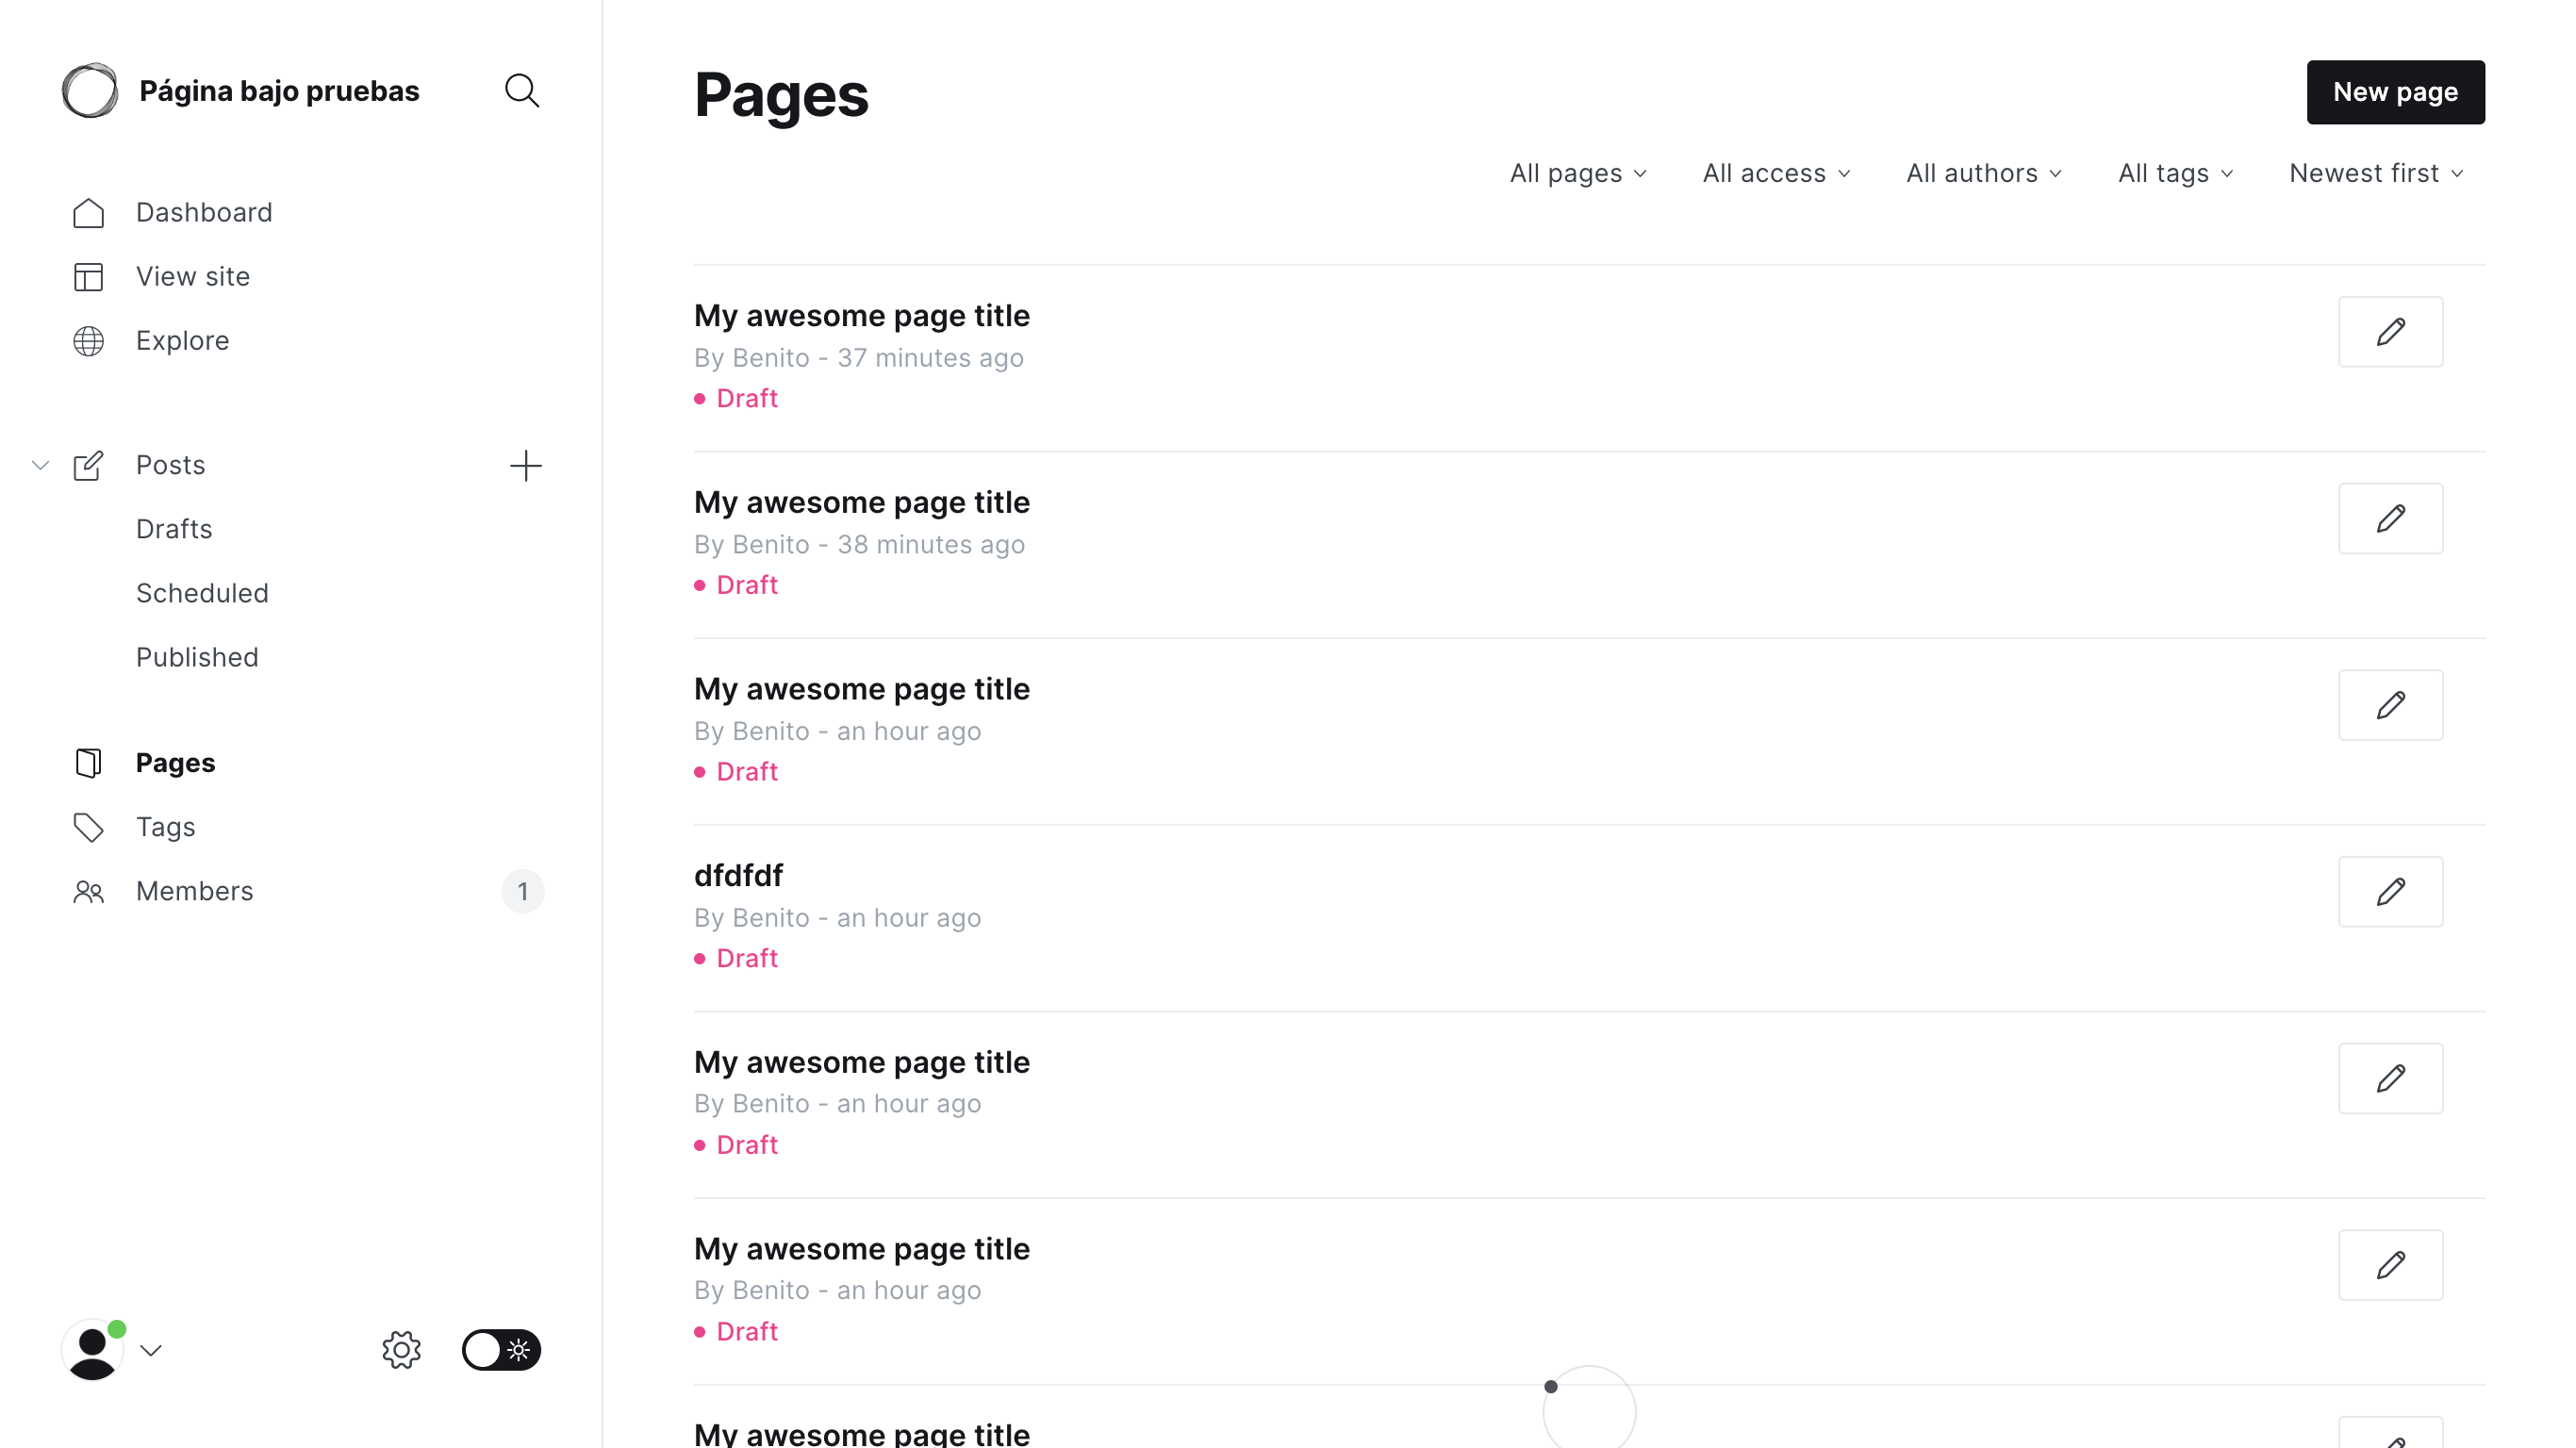 Página bajo pruebas
Dashboard
View site
Explore
Posts
Drafts
Scheduled
Published
Pages
Tags
Members
1
Pages
New page
All pages
All access
All authors
All tags
Newest first
My awesome page title
By Benito - 37 minutes ago
Draft
My awesome page title
By Benito - 38 minutes ago
Draft
My awesome page title
By Benito - an hour ago
Draft
dfdfdf
By Benito - an hour ago
Draft
My awesome page title
By Benito - an hour ago
Draft
My awesome page title
By Benito - an hour ago
Draft
My awesome page title